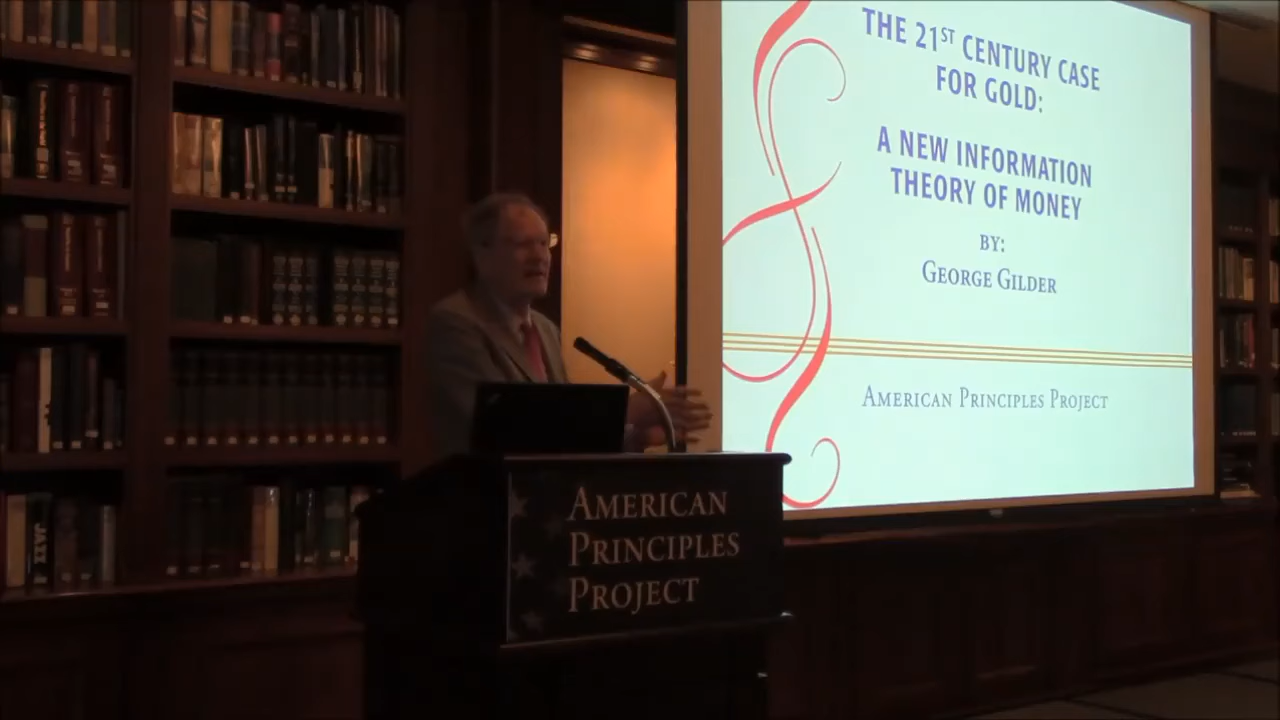 THE 21ST CENTURY CASE
FOR GOLD:
A NEW INFORMATION
THEORY OF MONEY
BY:
GEORGE GILDER
AMERICAN PRINCIPLES PROJECT
AMERICAN
PRINCIPLES
PROJECT
JAZZ